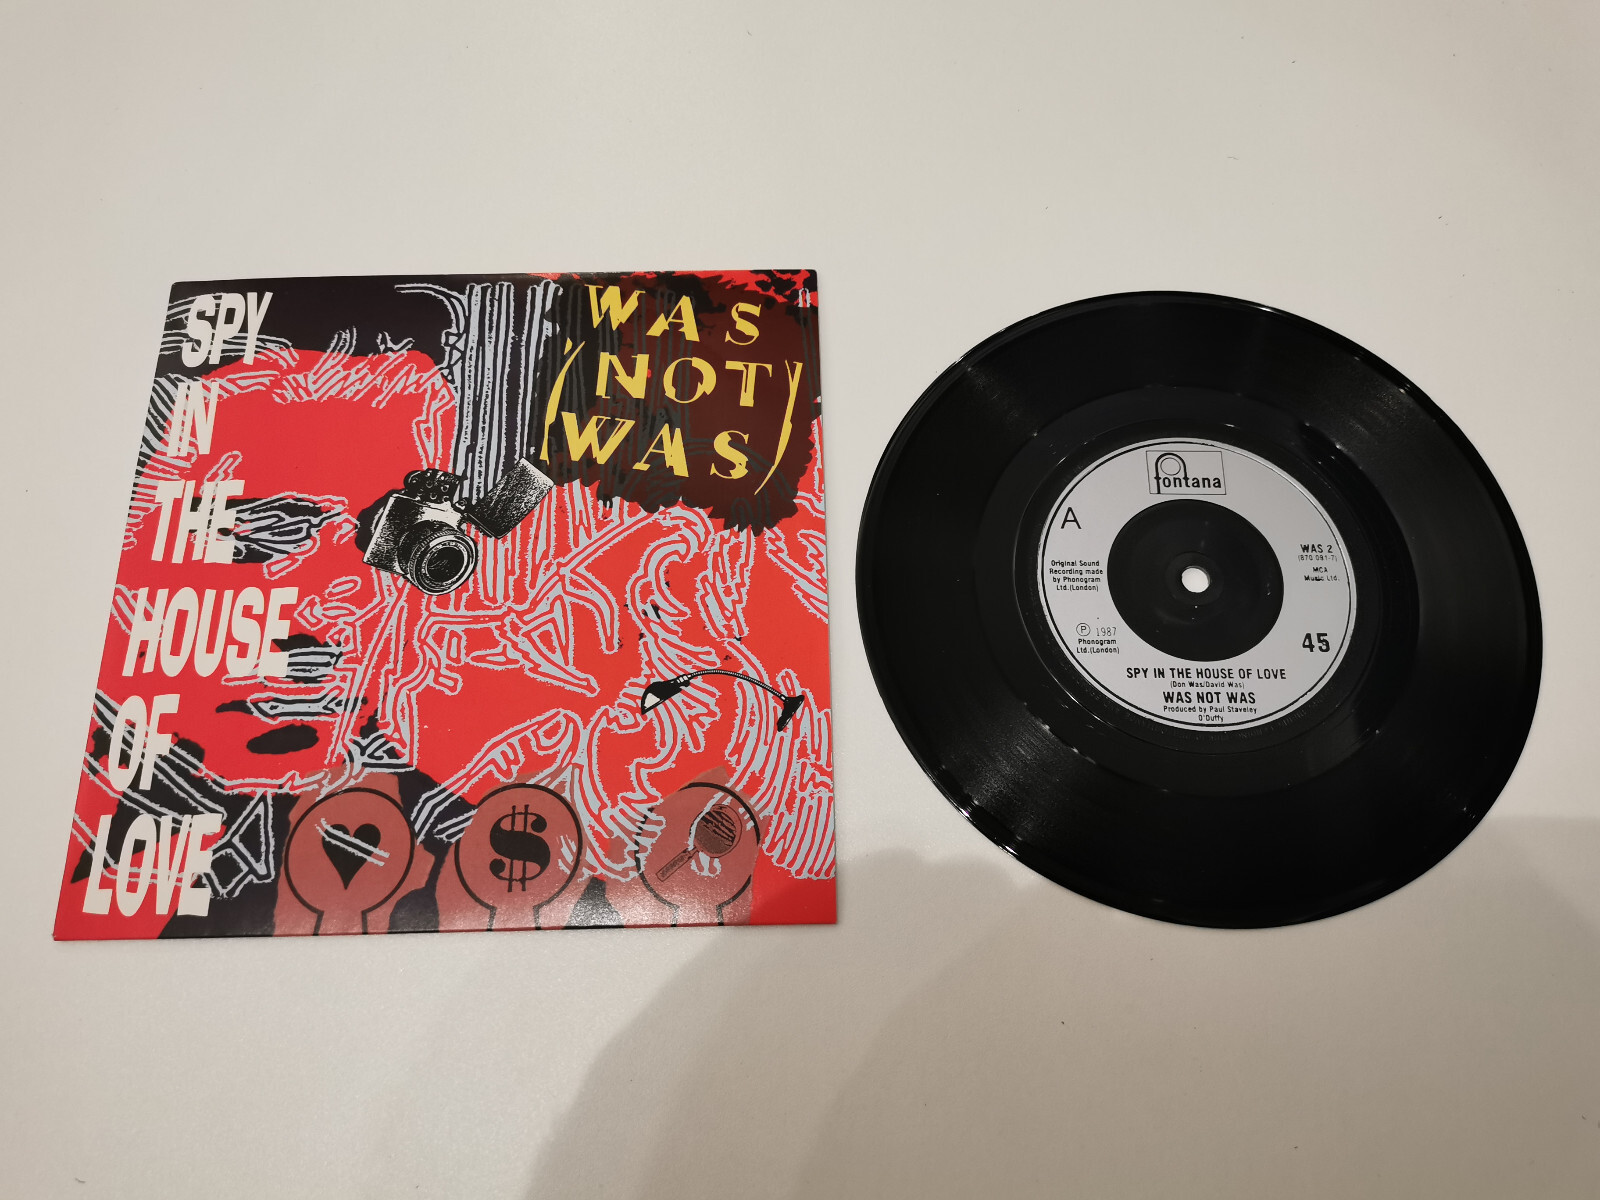 SPY
IN
THE
HOUSE
OF
LOVE
WAS
(NOT
WAS)
$
fontana
A
Original Sound
Recording made
by Phonogram
Ltd.(London)
WAS 2
(870 091-7)
MCA
Music Ltd.
℗ 1987
Phonogram
Ltd.(London)
45
SPY IN THE HOUSE OF LOVE
(Don Was/David Was)
WAS NOT WAS
Produced by Paul Staveley
O'Duffy